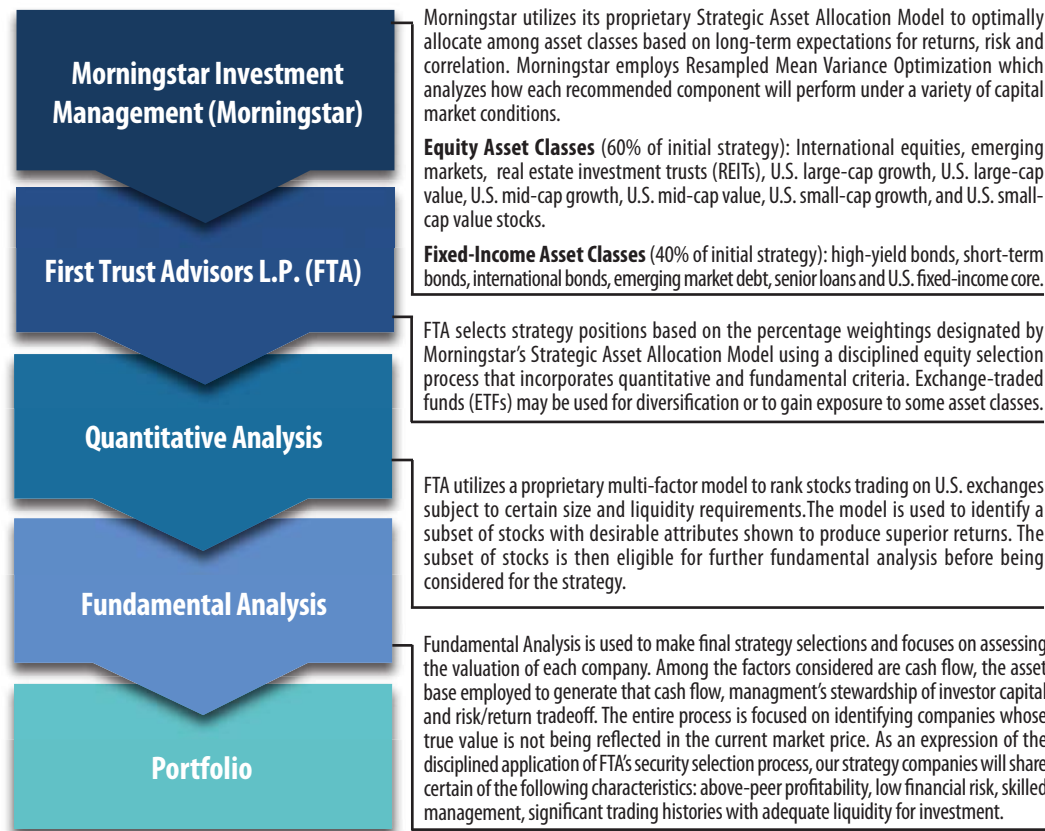 Morningstar Investment
Management (Morningstar)
Morningstar utilizes its proprietary Strategic Asset Allocation Model to optimally
allocate among asset classes based on long-term expectations for returns, risk and
correlation. Morningstar employs Resampled Mean Variance Optimization which
analyzes how each recommended component will perform under a variety of capital
market conditions.
Equity Asset Classes (60% of initial strategy): International equities, emerging
markets, real estate investment trusts (REITs), U.S. large-cap growth, U.S. large-cap
value, U.S. mid-cap growth, U.S. mid-cap value, U.S. small-cap growth, and U.S. small-
cap value stocks.
Fixed-Income Asset Classes (40% of initial strategy): high-yield bonds, short-term
bonds, international bonds, emerging market debt, senior loans and U.S. fixed-income core.
First Trust Advisors L.P. (FTA)
FTA selects strategy positions based on the percentage weightings designated by
Morningstar's Strategic Asset Allocation Model using a disciplined equity selection
process that incorporates quantitative and fundamental criteria. Exchange-traded
funds (ETFs) may be used for diversification or to gain exposure to some asset classes.
Quantitative Analysis
FTA utilizes a proprietary multi-factor model to rank stocks trading on U.S. exchanges
subject to certain size and liquidity requirements.The model is used to identify a
subset of stocks with desirable attributes shown to produce superior returns. The
subset of stocks is then eligible for further fundamental analysis before being
considered for the strategy.
Fundamental Analysis
Fundamental Analysis is used to make final strategy selections and focuses on assessing
the valuation of each company. Among the factors considered are cash flow, the asset
base employed to generate that cash flow, managment's stewardship of investor capital
and risk/return tradeoff. The entire process is focused on identifying companies whose
true value is not being reflected in the current market price. As an expression of the
disciplined application of FTA's security selection process, our strategy companies will share
certain of the following characteristics: above-peer profitability, low financial risk, skilled
management, significant trading histories with adequate liquidity for investment.
Portfolio